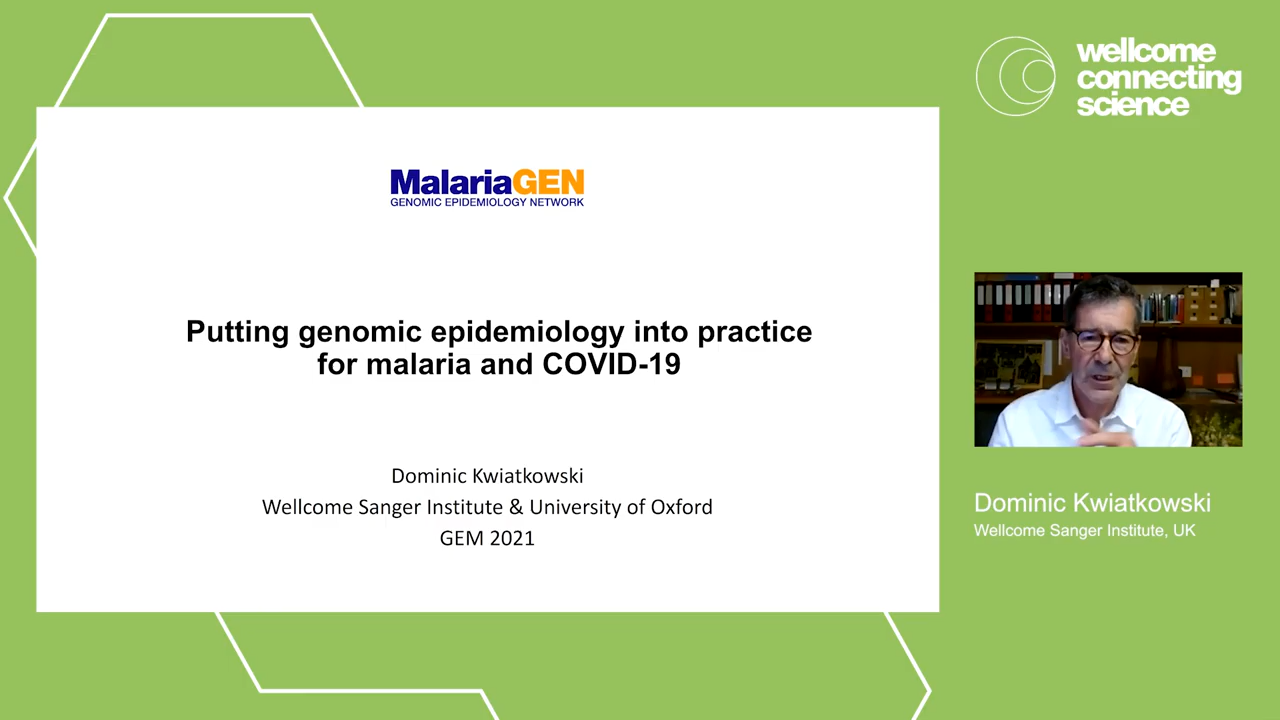 wellcome
connecting
science
MalariaGEN
GENOMIC EPIDEMIOLOGY NETWORK
Putting genomic epidemiology into practice
for malaria and COVID-19
Dominic Kwiatkowski
Wellcome Sanger Institute & University of Oxford
GEM 2021
Dominic Kwiatkowski
Wellcome Sanger Institute, UK